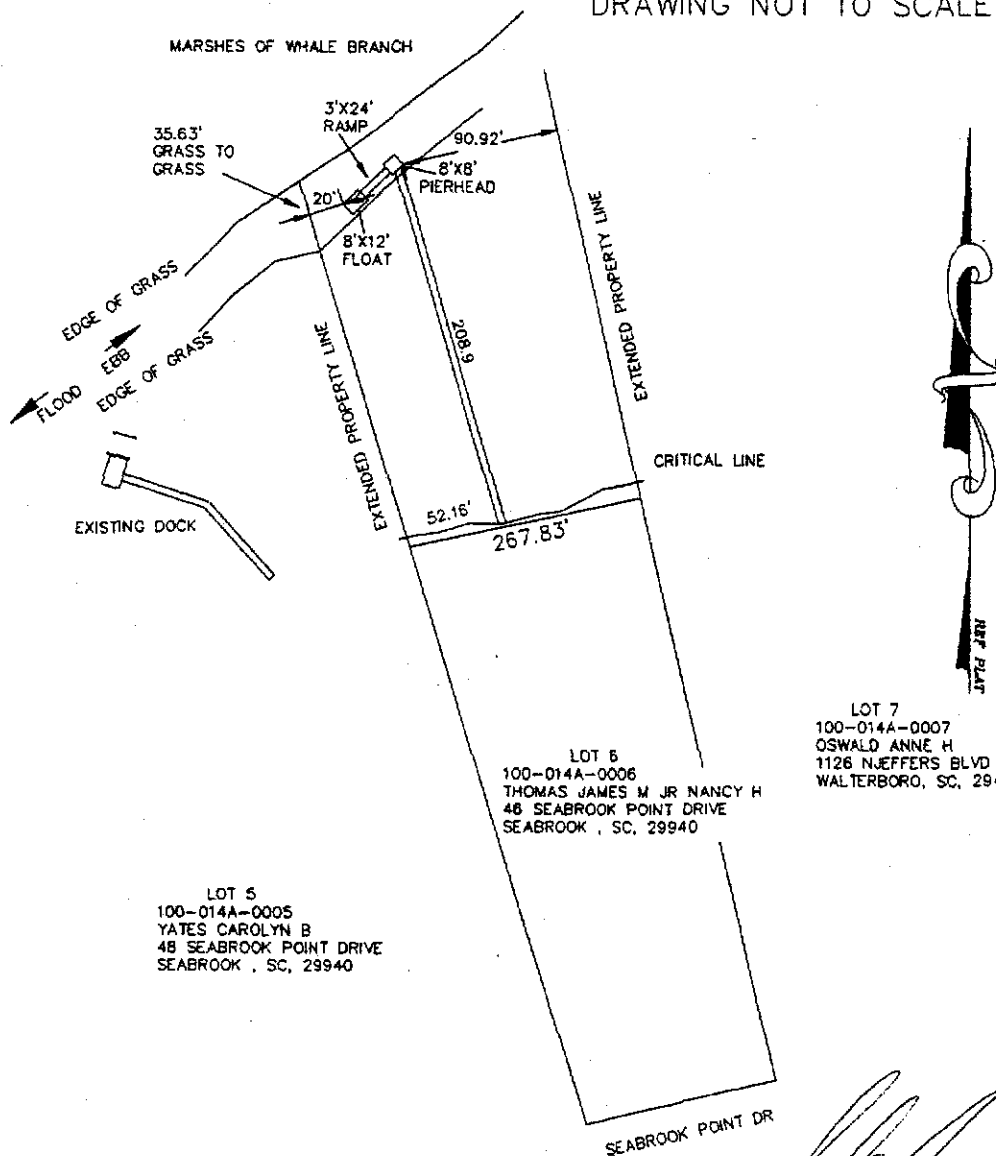 DRAWING NOT TO SCALE
MARSHES OF WHALE BRANCH
3'X24'
RAMP
35.63'
GRASS TO
GRASS
90.92'
8'X8'
PIERHEAD
20'
8'X12'
FLOAT
EDGE OF GRASS
EDGE OF GRASS
FLOOD EBB
EXTENDED PROPERTY LINE
208.9
EXTENDED PROPERTY LINE
CRITICAL LINE
52.16'
267.83'
EXISTING DOCK
REF PLAT
LOT 7
100-014A-0007
OSWALD ANNE H
1126 NJEFFERS BLVD
WALTERBORO, SC, 294
LOT 6
100-014A-0006
THOMAS JAMES M JR NANCY H
46 SEABROOK POINT DRIVE
SEABROOK , SC, 29940
LOT 5
100-014A-0005
YATES CAROLYN B
48 SEABROOK POINT DRIVE
SEABROOK , SC, 29940
SEABROOK POINT DR